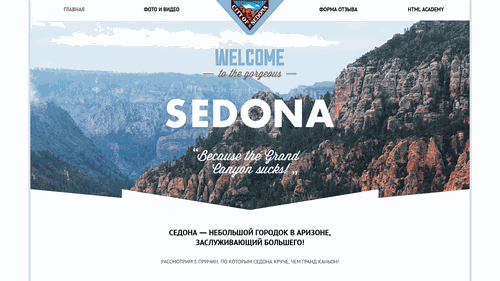 ГЛАВНАЯ
ФОТО И ВИДЕО
CITY OF SEDONA
ФОРМА ОТЗЫВА
HTML ACADEMY
WELCOME
to the gorgeous
SEDONA
“Because the Grand
Canyon sucks!„
СЕДОНА — НЕБОЛЬШОЙ ГОРОДОК В АРИЗОНЕ,
ЗАСЛУЖИВАЮЩИЙ БОЛЬШЕГО!
РАССМОТРИМ 5 ПРИЧИН, ПО КОТОРЫМ СЕДОНА КРУЧЕ, ЧЕМ ГРАНД КАНЬОН!